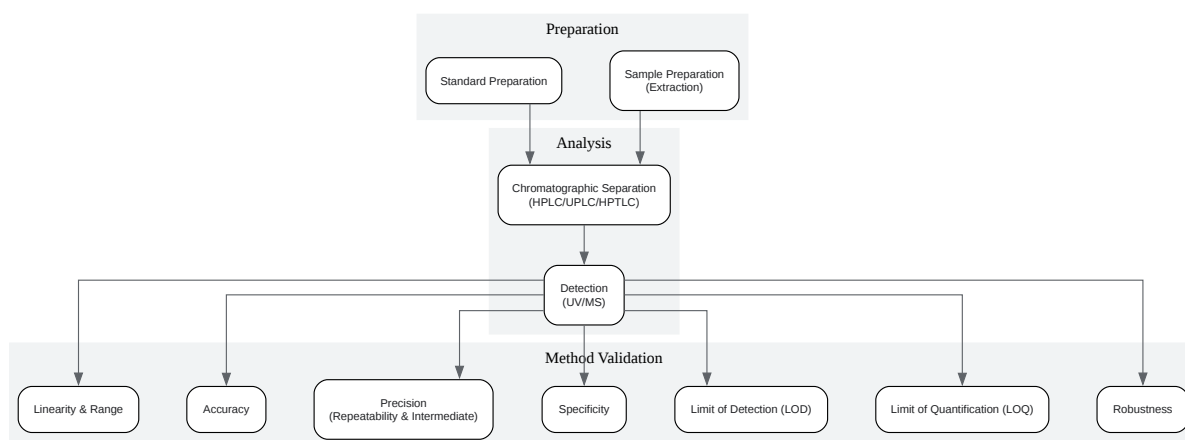 Preparation
Standard Preparation
Sample Preparation
(Extraction)
Analysis
Chromatographic Separation
(HPLC/UPLC/HPTLC)
Detection
(UV/MS)
Method Validation
Linearity & Range
Accuracy
Precision
(Repeatability & Intermediate)
Specificity
Limit of Detection (LOD)
Limit of Quantification (LOQ)
Robustness